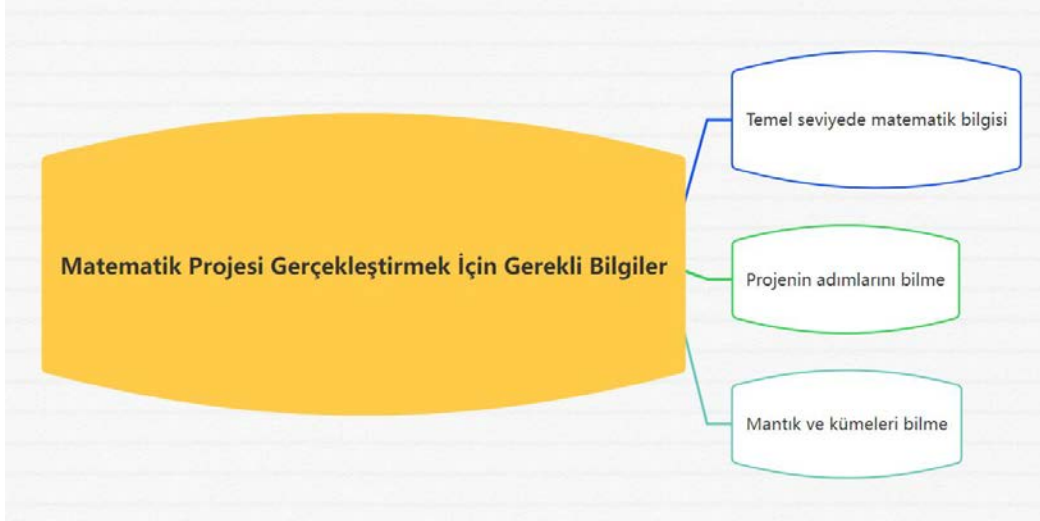 Temel seviyede matematik bilgisi
Matematik Projesi Gerçekleştirmek İçin Gerekli Bilgiler
Projenin adımlarını bilme
Mantık ve kümeleri bilme